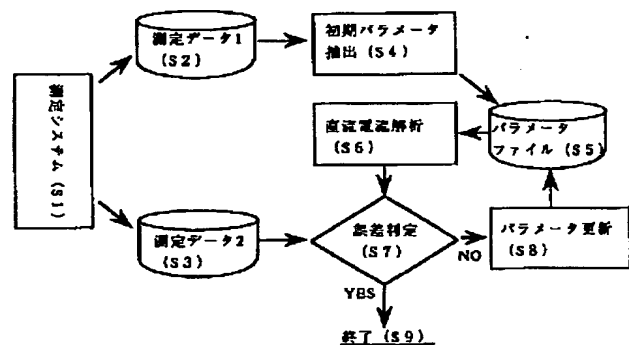 測定データ1
(S2)
初期パラメータ
抽出(S4)
測定システム(S1)
直流電流解析
(S6)
パラメータ
ファイル(S5)
測定データ2
(S3)
誤差判定
(S7)
NO
パラメータ更新
(S8)
YES
終了(S9)